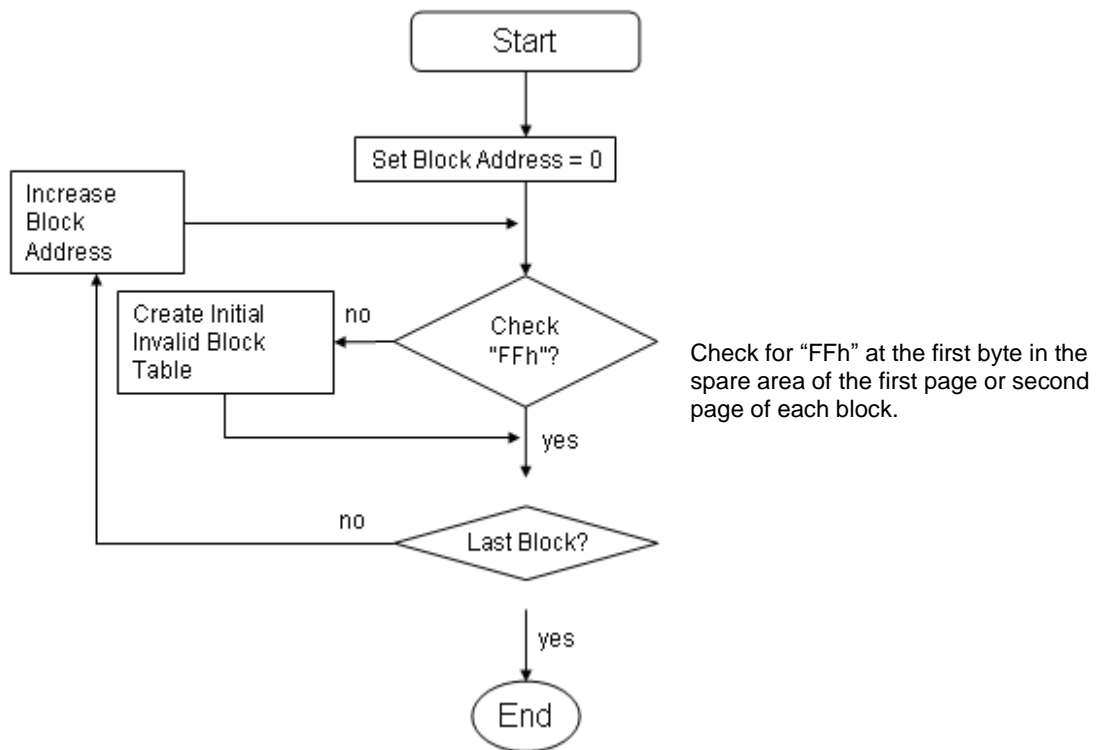 Start
Set Block Address = 0
Increase
Block
Address
Create Initial
Invalid Block
Table
no
Check
"FFh"?
Check for “FFh” at the first byte in the
spare area of the first page or second
page of each block.
yes
no
Last Block?
yes
End